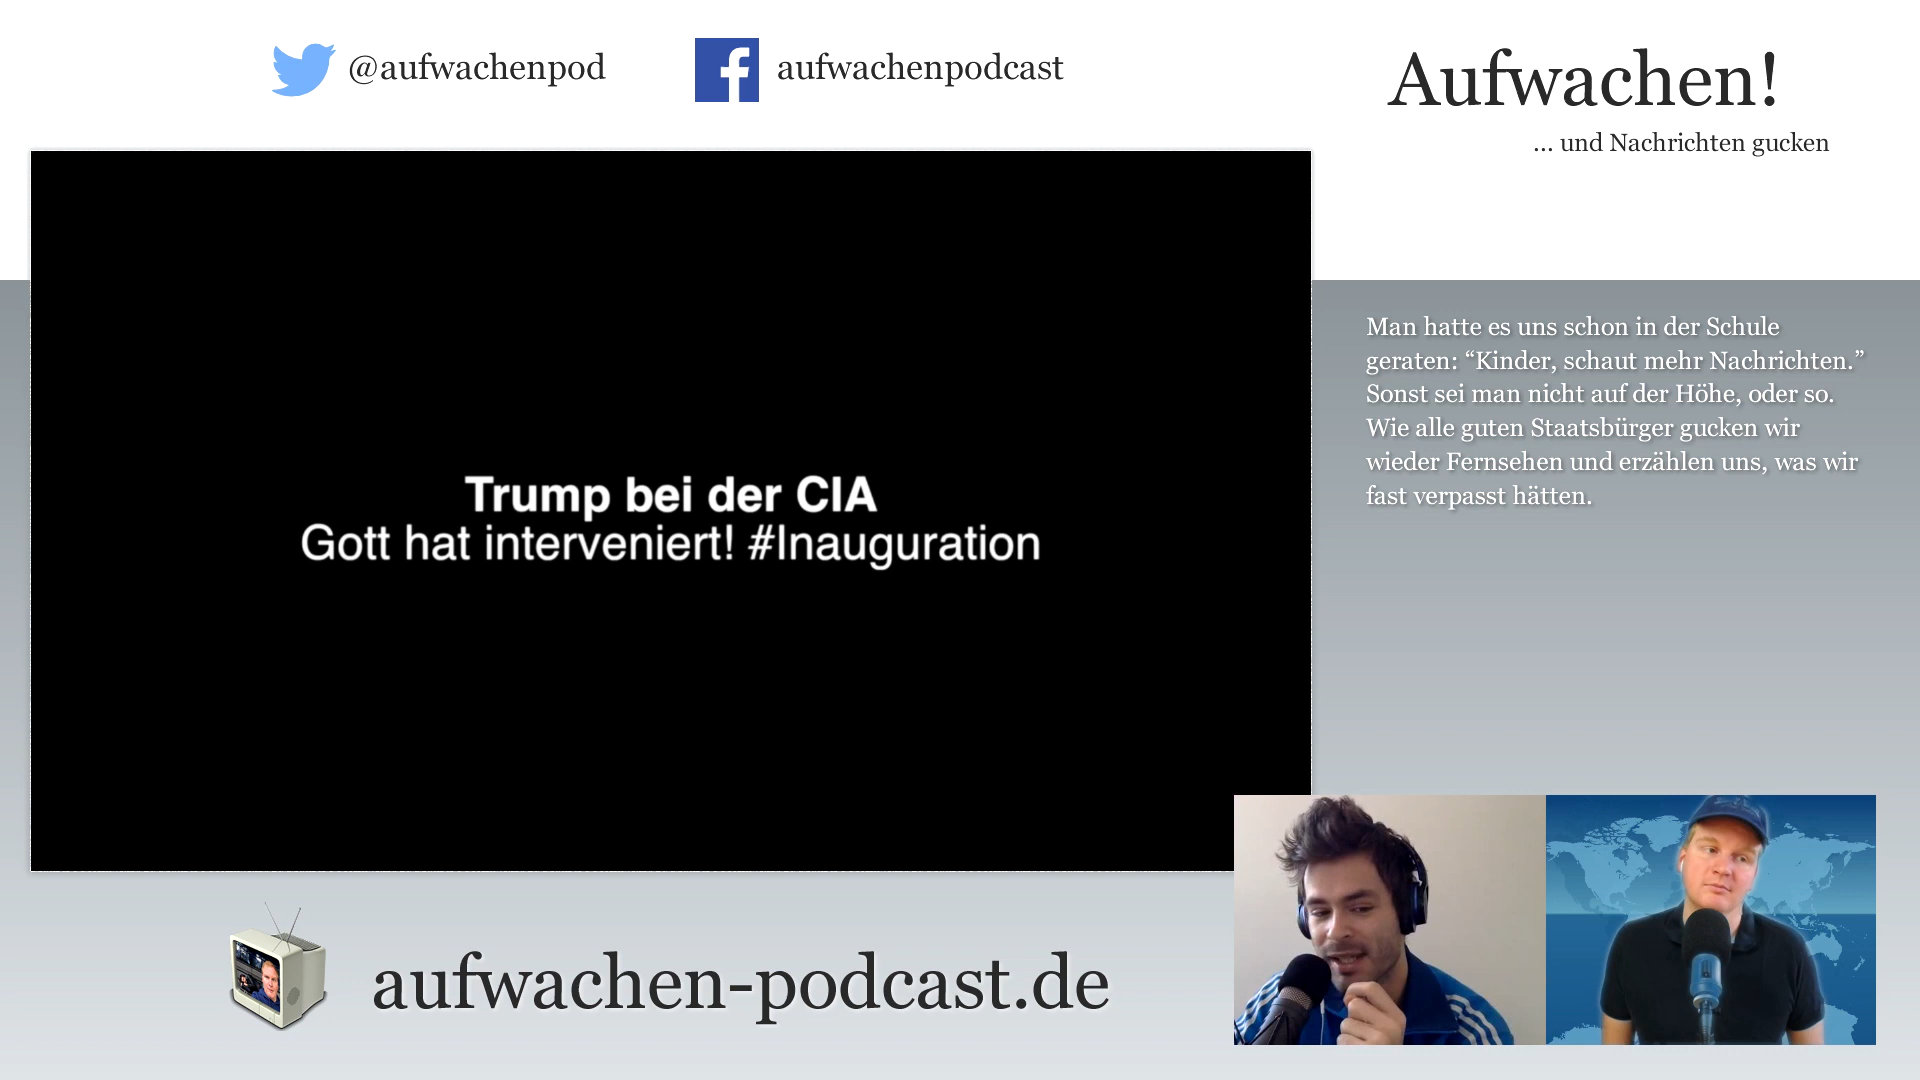 @aufwachenpod
aufwachenpodcast
Aufwachen!
... und Nachrichten gucken
Trump bei der CIA
Gott hat interveniert! #Inauguration
Man hatte es uns schon in der Schule
geraten: “Kinder, schaut mehr Nachrichten.”
Sonst sei man nicht auf der Höhe, oder so.
Wie alle guten Staatsbürger gucken wir
wieder Fernsehen und erzählen uns, was wir
fast verpasst hätten.
aufwachen-podcast.de